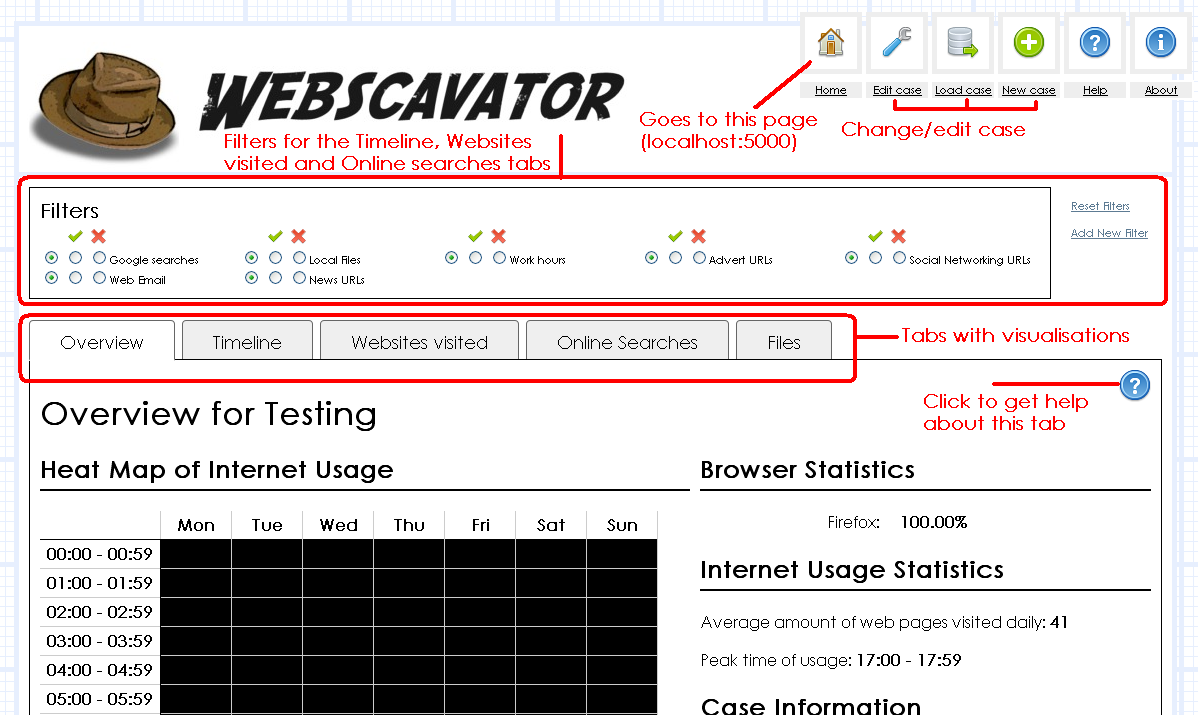 WEBSCAVATOR
Home
Edit case
Load case
New case
Help
About
Goes to this page
(localhost:5000)
Change/edit case
Filters for the Timeline, Websites
visited and Online searches tabs
Filters
Reset Filters
Add New Filter
Google searches
Local Files
Work hours
Advert URLs
Social Networking URLs
Web Email
News URLs
Overview
Timeline
Websites visited
Online Searches
Files
Tabs with visualisations
Click to get help
about this tab
Overview for Testing
Heat Map of Internet Usage
Mon Tue Wed Thu Fri Sat Sun
00:00 - 00:59
01:00 - 01:59
02:00 - 02:59
03:00 - 03:59
04:00 - 04:59
05:00 - 05:59
Browser Statistics
Firefox: 100.00%
Internet Usage Statistics
Average amount of web pages visited daily: 41
Peak time of usage: 17:00 - 17:59
Case Information